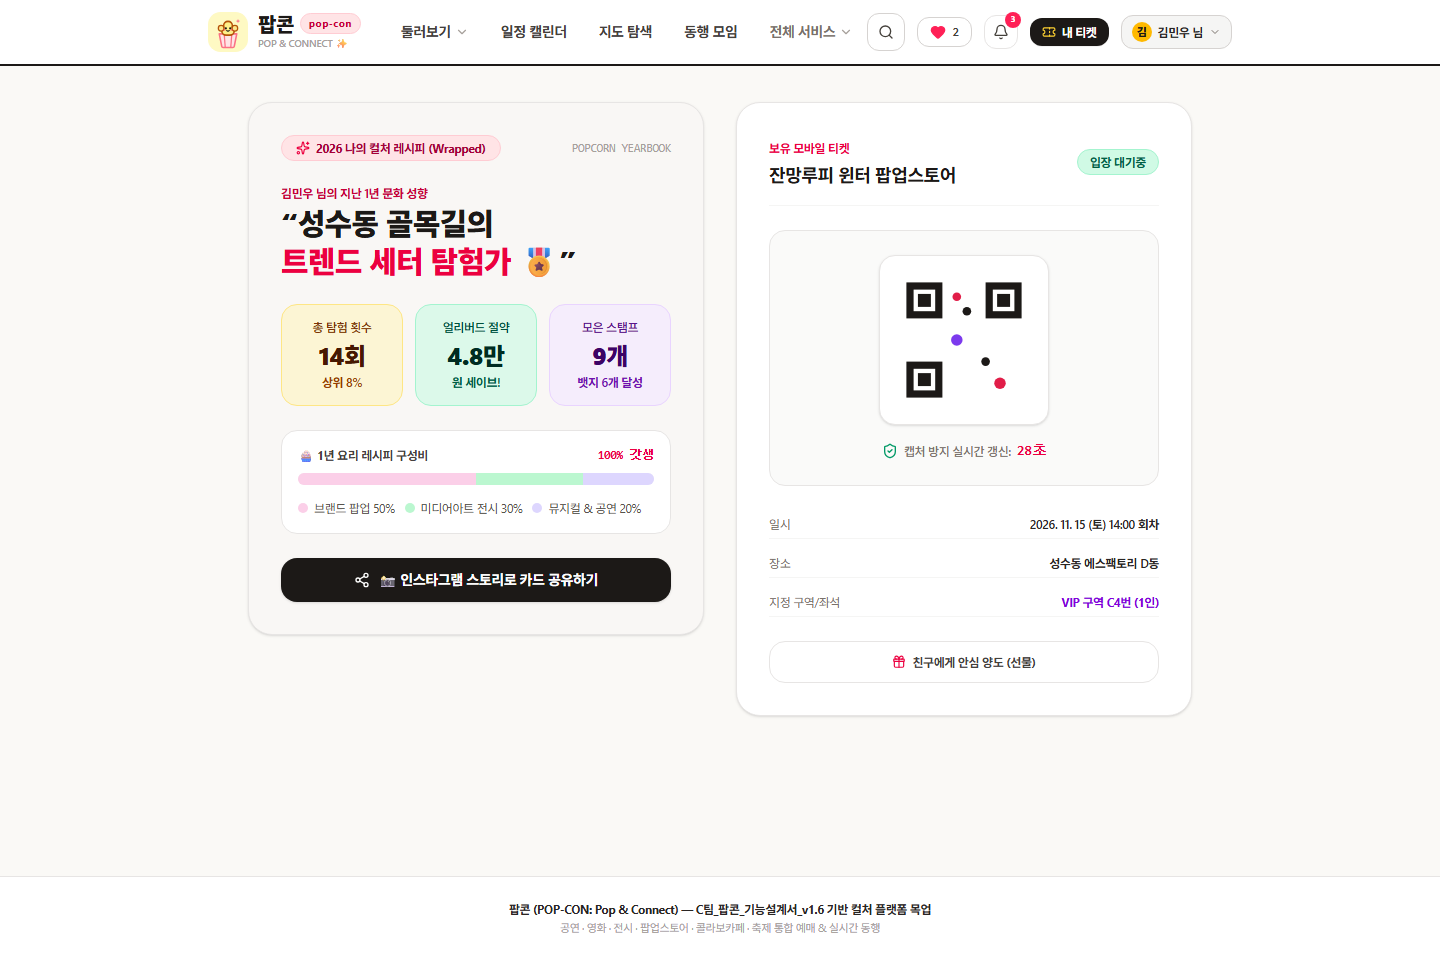 팝콘 pop-con
POP & CONNECT ✨
둘러보기 일정 캘린더 지도 탐색 동행 모임 전체 서비스 2 3 내 티켓 김 김민우 님
2026 나의 컬처 레시피 (Wrapped) POPCORN YEARBOOK
김민우 님의 지난 1년 문화 성향
“성수동 골목길의
트렌드 세터 탐험가 🏅 ”
총 탐험 횟수
14회
상위 8%
얼리버드 절약
4.8만
원 세이브!
모은 스탬프
9개
뱃지 6개 달성
🧁 1년 요리 레시피 구성비 100% 갓생
브랜드 팝업 50% 미디어아트 전시 30% 뮤지컬 & 공연 20%
📸 인스타그램 스토리로 카드 공유하기
보유 모바일 티켓
잔망루피 윈터 팝업스토어
입장 대기중
캡처 방지 실시간 갱신: 28초
일시 2026. 11. 15 (토) 14:00 회차
장소 성수동 에스팩토리 D동
지정 구역/좌석 VIP 구역 C4번 (1인)
친구에게 안심 양도 (선물)
팝콘 (POP-CON: Pop & Connect) — C팀_팝콘_기능설계서_v1.6 기반 컬처 플랫폼 목업
공연 · 영화 · 전시 · 팝업스토어 · 콜라보카페 · 축제 통합 예매 & 실시간 동행